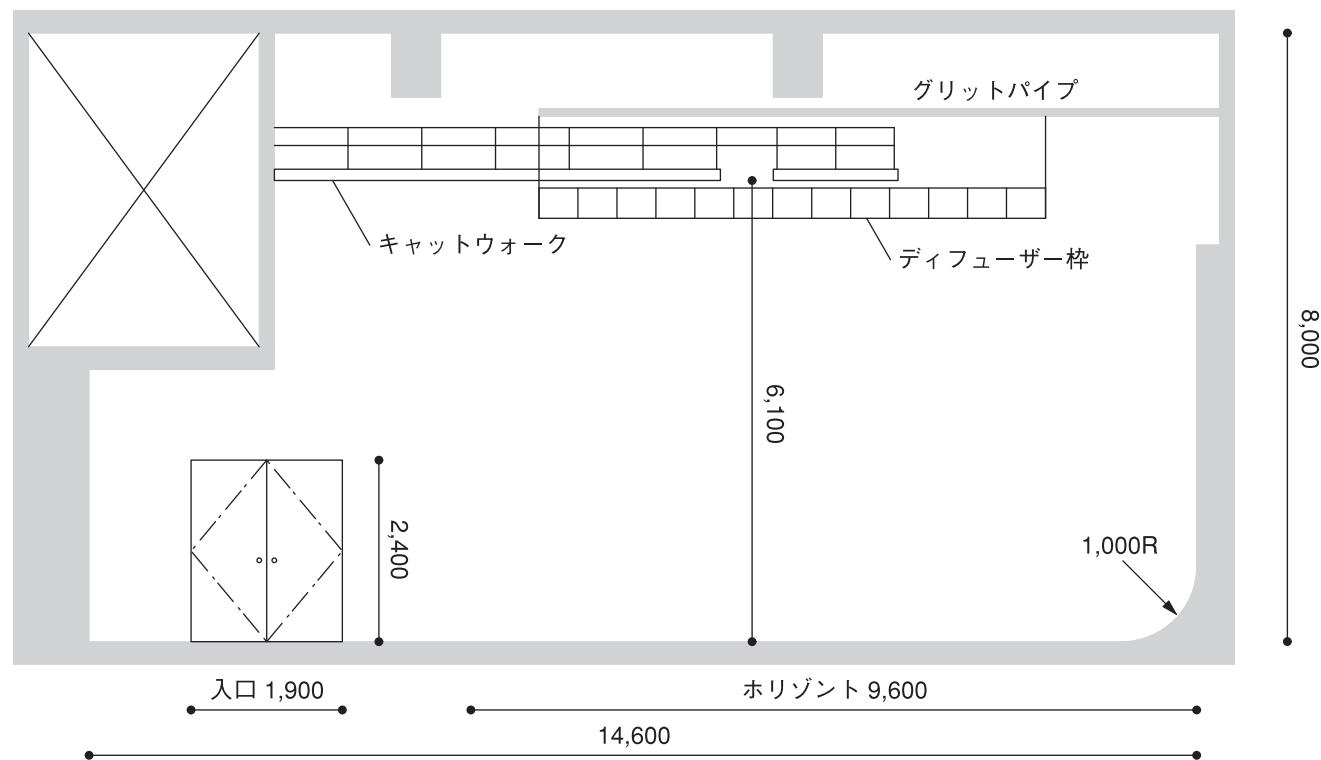 グリットパイプ
キャットウォーク
ディフューザー枠
8,000
6,100
2,400
1,000R
入口 1,900
ホリゾント 9,600
14,600